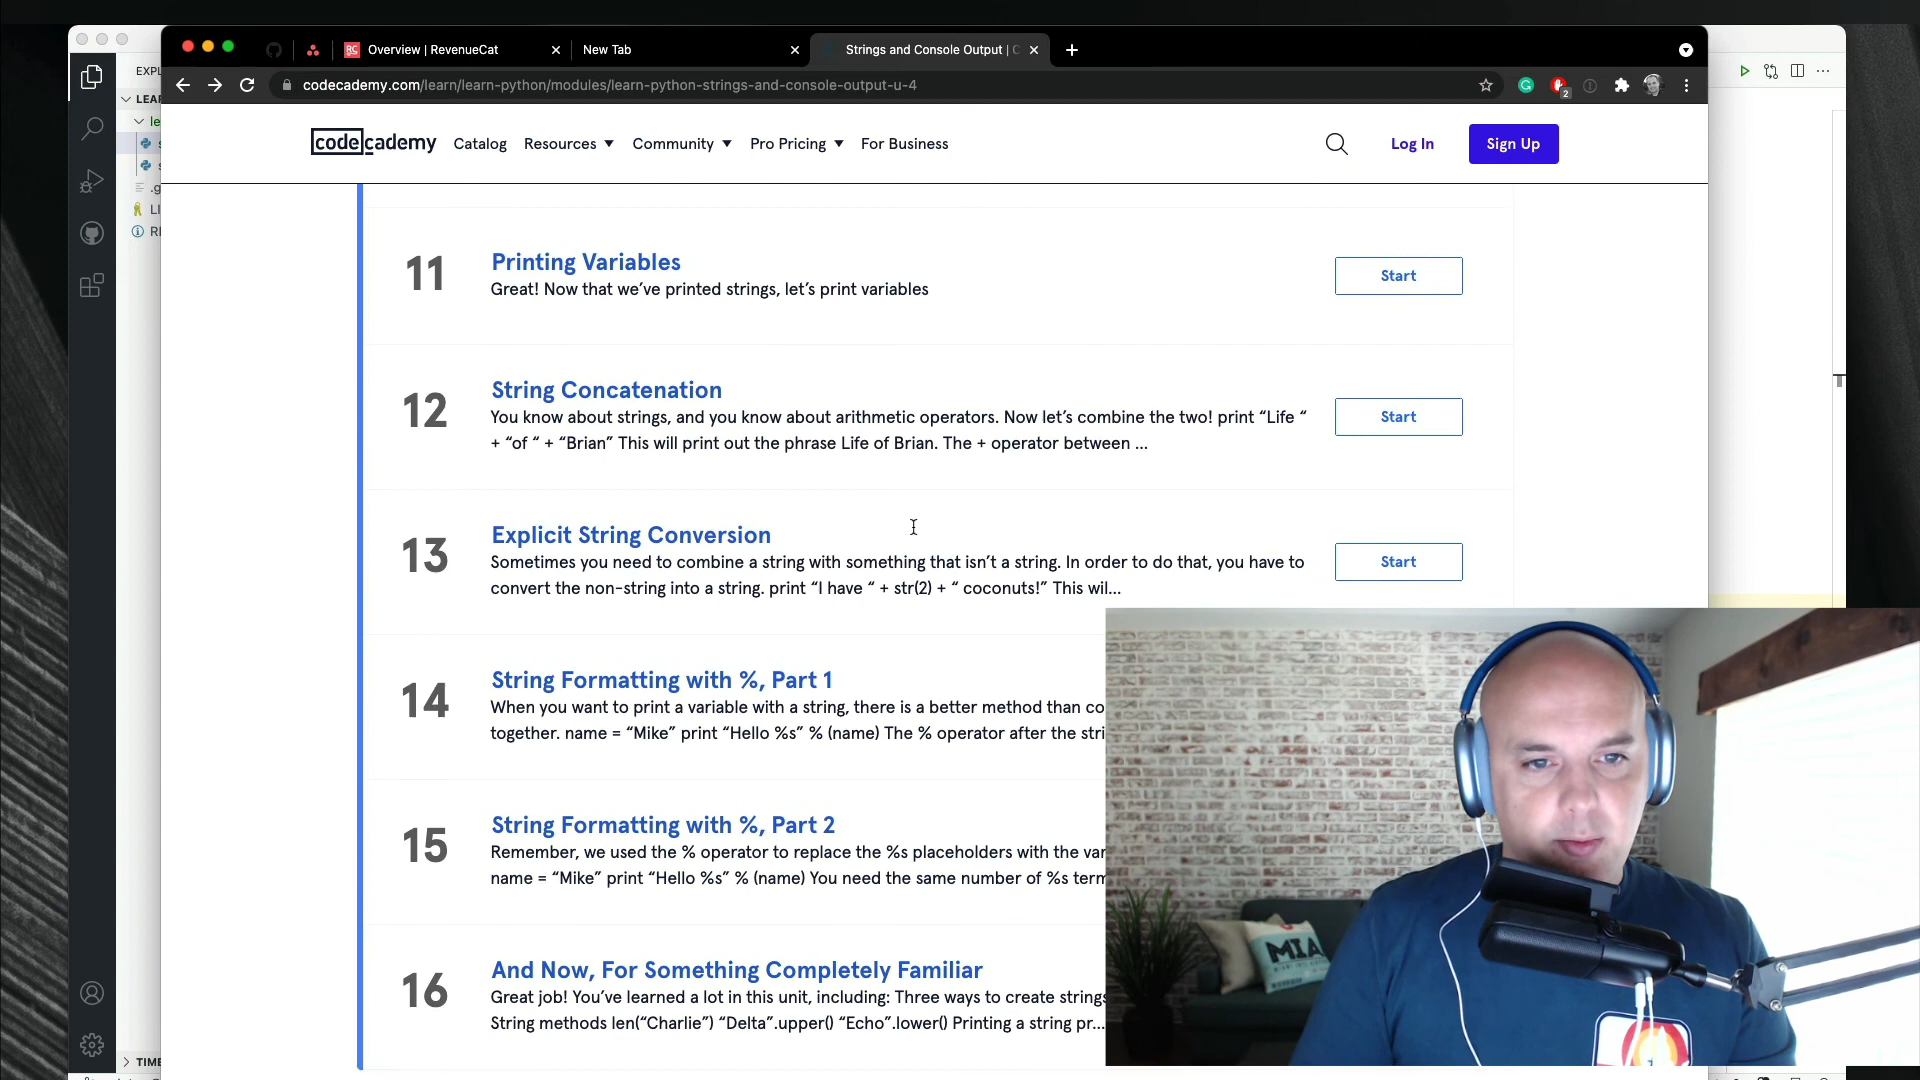 Overview | RevenueCat
New Tab
Strings and Console Output |
codecademy.com/learn/learn-python/modules/learn-python-strings-and-console-output-u-4
2
EXPL
LEAR
le
s
s
.g
LI
RE
TIME
codecademy
Catalog
Resources
Community
Pro Pricing
For Business
Log In
Sign Up
11
Printing Variables
Great! Now that we’ve printed strings, let’s print variables
Start
12
String Concatenation
You know about strings, and you know about arithmetic operators. Now let’s combine the two! print “Life “
+ “of “ + “Brian” This will print out the phrase Life of Brian. The + operator between ...
Start
13
Explicit String Conversion
Sometimes you need to combine a string with something that isn’t a string. In order to do that, you have to
convert the non-string into a string. print “I have “ + str(2) + “ coconuts!” This wil...
Start
14
String Formatting with %, Part 1
When you want to print a variable with a string, there is a better method than co
together. name = “Mike” print “Hello %s” % (name) The % operator after the stri
15
String Formatting with %, Part 2
Remember, we used the % operator to replace the %s placeholders with the var
name = “Mike” print “Hello %s” % (name) You need the same number of %s term
16
And Now, For Something Completely Familiar
Great job! You’ve learned a lot in this unit, including: Three ways to create strings
String methods len(“Charlie”) “Delta”.upper() “Echo”.lower() Printing a string pr...
MIA